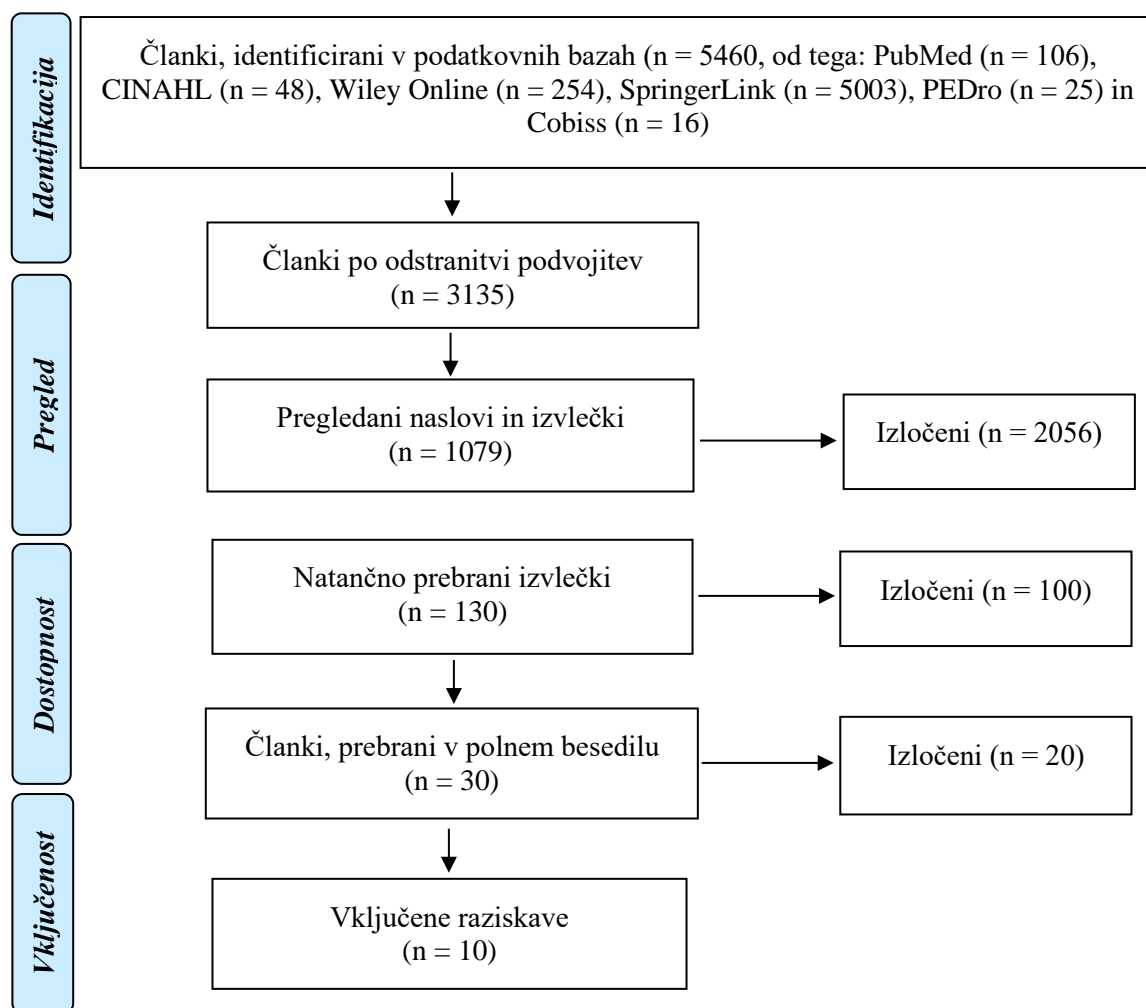 Identifikacija
Članki, identificirani v podatkovnih bazah (n = 5460, od tega: PubMed (n = 106),
CINAHL (n = 48), Wiley Online (n = 254), SpringerLink (n = 5003), PEDro (n = 25) in
Cobiss (n = 16)
Članki po odstranitvi podvojitev
(n = 3135)
Pregled
Pregledani naslovi in izvlečki
(n = 1079)
Izločeni (n = 2056)
Dostopnost
Natančno prebrani izvlečki
(n = 130)
Izločeni (n = 100)
Članki, prebrani v polnem besedilu
(n = 30)
Izločeni (n = 20)
Vključenost
Vključene raziskave
(n = 10)